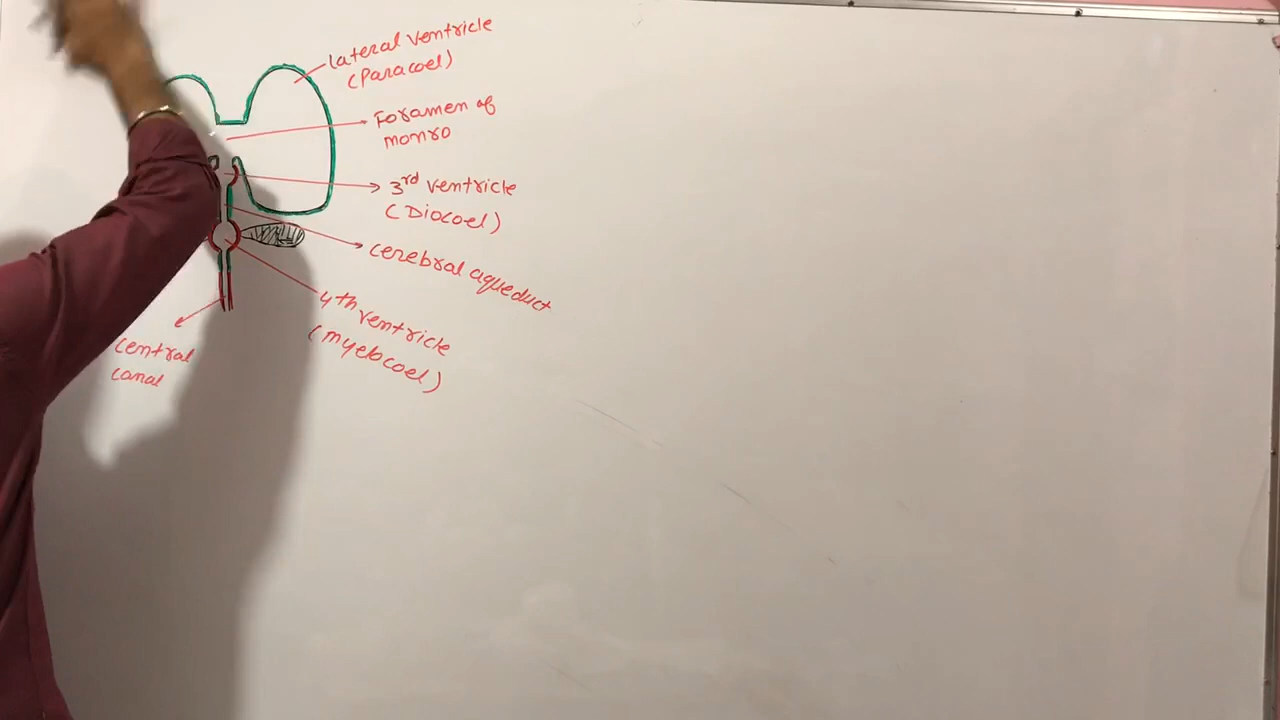 Lateral ventricle
(Paracoel)
Foramen of
monro
3rd ventricle
(Diocoel)
cerebral aqueduct
4th
ventricle
(myelocoel)
central
canal